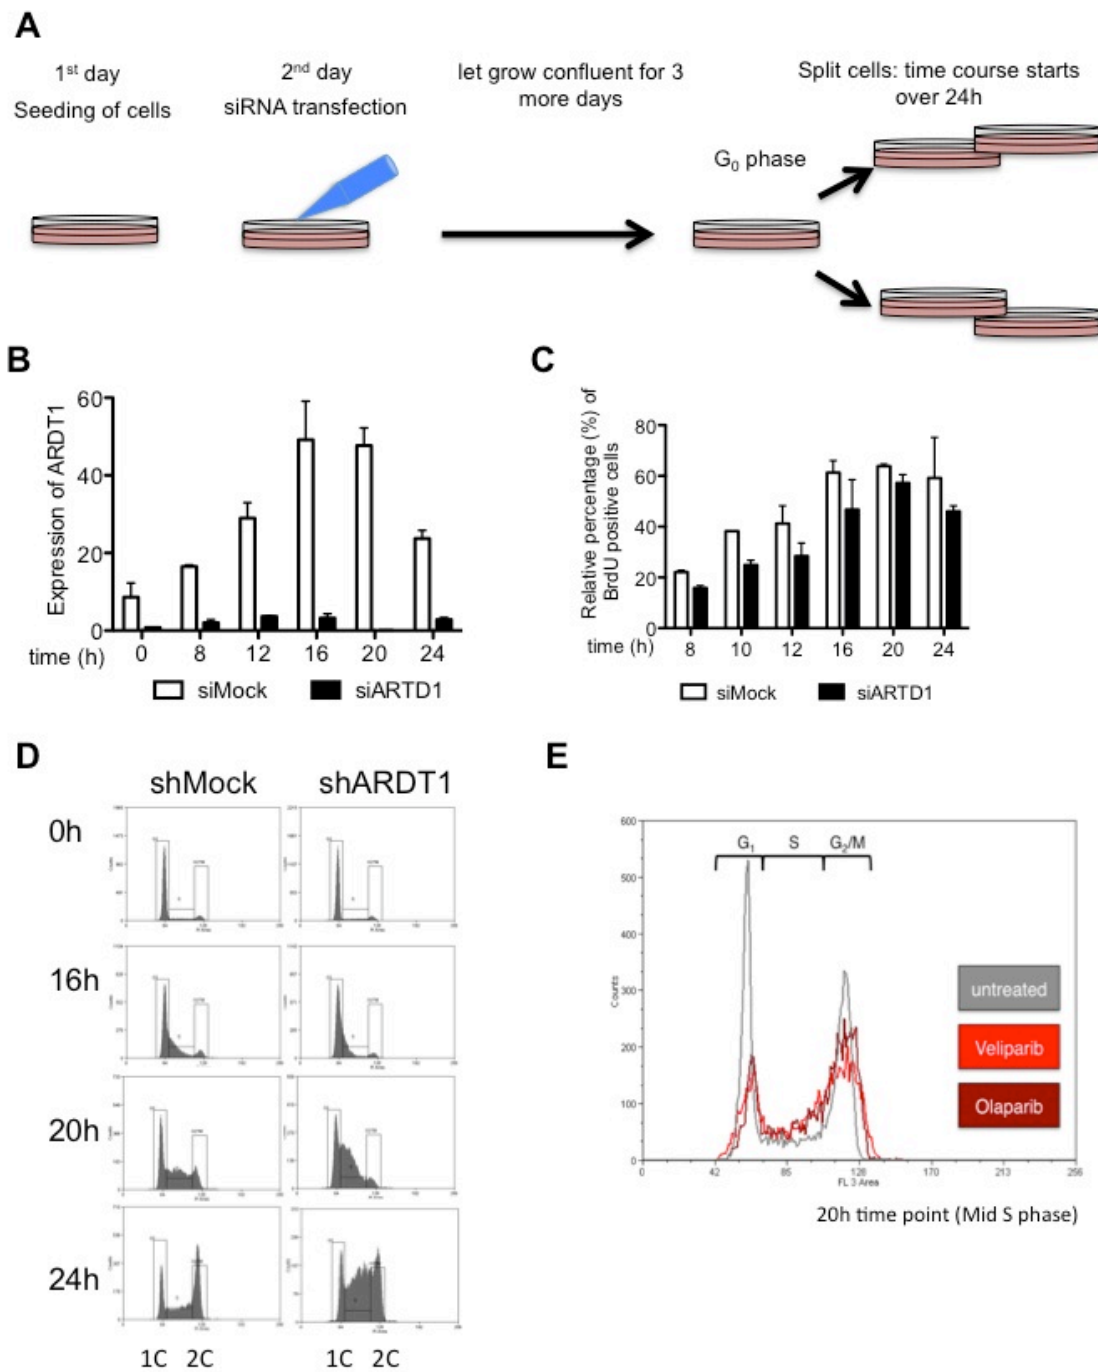 A
1st day
Seeding of cells
2nd day
siRNA transfection
let grow confluent for 3
more days
G0 phase
Split cells: time course starts
over 24h
B
Expression of ARDT1
60
40
20
0
time (h)
0 8 12 16 20 24
siMock siARTD1
C
Relative percentage (%) of
BrdU positive cells
80
60
40
20
0
time (h)
8 10 12 16 20 24
siMock siARTD1
D
shMock shARDT1
0h
16h
20h
24h
1C 2C 1C 2C
E
600
500
400
300
200
100
0
Counts
G1 S G2/M
untreated
Veliparib
Olaparib
0 42 85 128 170 213 256
FL 3 Area
20h time point (Mid S phase)